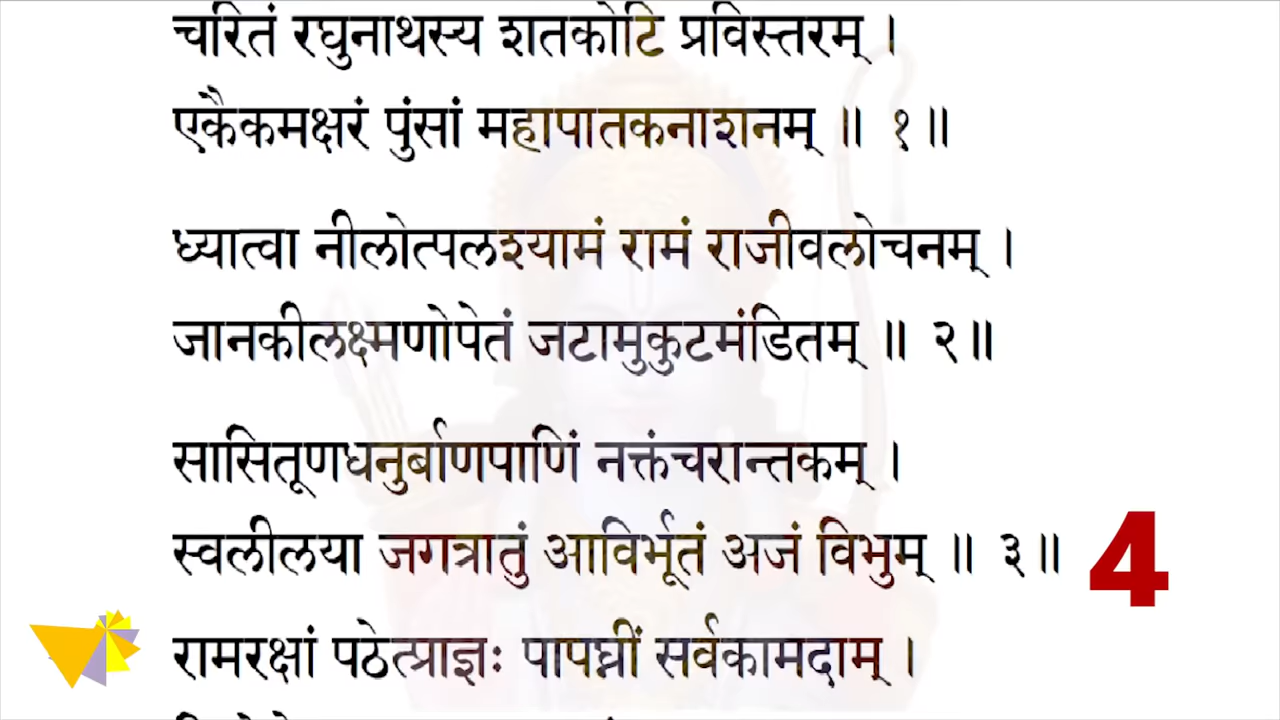 चरितं रघुनाथस्य शतकोटि प्रविस्तरम् ।
एकैकमक्षरं पुंसां महापातकनाशनम् ॥ १॥
ध्यात्वा नीलोत्पलश्यामं रामं राजीवलोचनम् ।
जानकीलक्ष्मणोपेतं जटामुकुटमंडितम् ॥ २॥
सासितूणधनुर्बाणपाणिं नक्तंचरान्तकम् ।
स्वलीलया जगत्रातुं आविर्भूतं अजं विभुम् ॥ ३॥ 4
रामरक्षां पठेत्प्राज्ञः पापघ्नीं सर्वकामदाम् ।